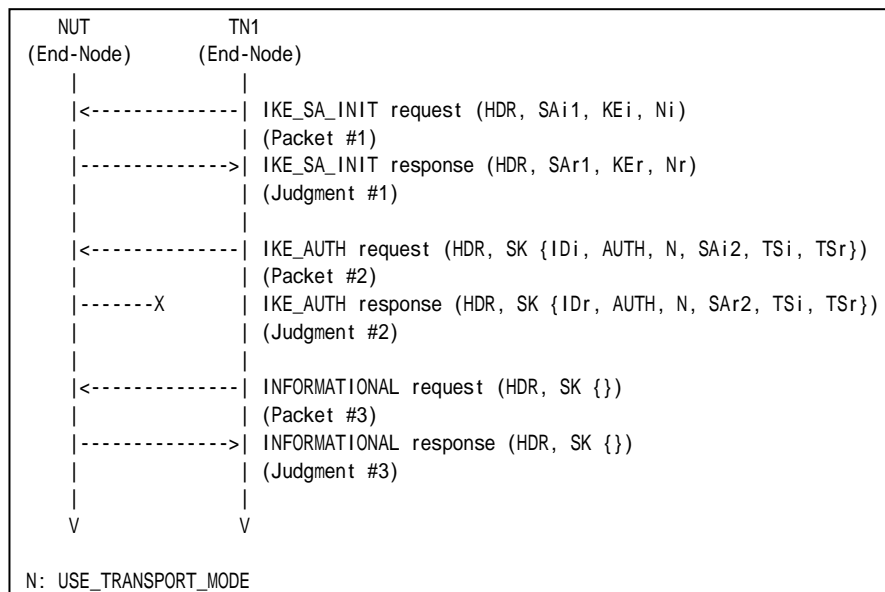 NUT TN1
(End-Node) (End-Node)
| |
|<--------------| IKE_SA_INIT request (HDR, SAi1, KEi, Ni)
| | (Packet #1)
|-------------->| IKE_SA_INIT response (HDR, SAr1, KEr, Nr)
| | (Judgment #1)
| |
|<--------------| IKE_AUTH request (HDR, SK {IDi, AUTH, N, SAi2, TSi, TSr})
| | (Packet #2)
|-------X | IKE_AUTH response (HDR, SK {IDr, AUTH, N, SAr2, TSi, TSr})
| | (Judgment #2)
| |
|<--------------| INFORMATIONAL request (HDR, SK {})
| | (Packet #3)
|-------------->| INFORMATIONAL response (HDR, SK {})
| | (Judgment #3)
| |
V V
N: USE_TRANSPORT_MODE